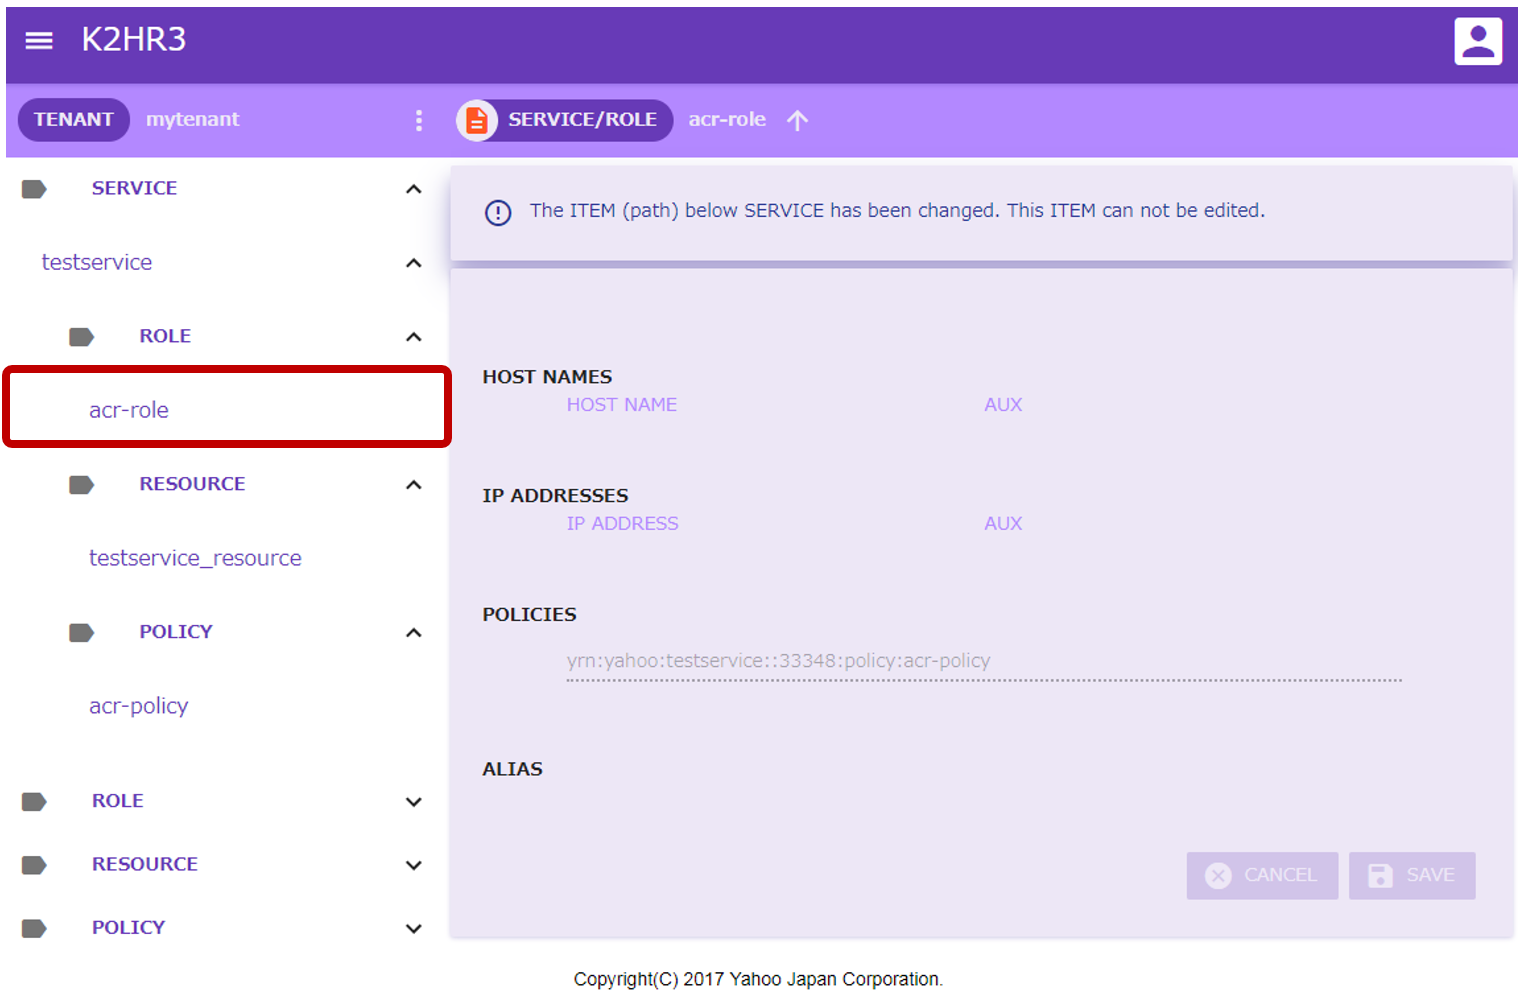 K2HR3
TENANT mytenant
SERVICE/ROLE acr-role
SERVICE
testservice
ROLE
acr-role
RESOURCE
testservice_resource
POLICY
acr-policy
ROLE
RESOURCE
POLICY
The ITEM (path) below SERVICE has been changed. This ITEM can not be edited.
HOST NAMES
HOST NAME AUX
IP ADDRESSES
IP ADDRESS AUX
POLICIES
yrn:yahoo:testservice::33348:policy:acr-policy
ALIAS
CANCEL SAVE
Copyright(C) 2017 Yahoo Japan Corporation.